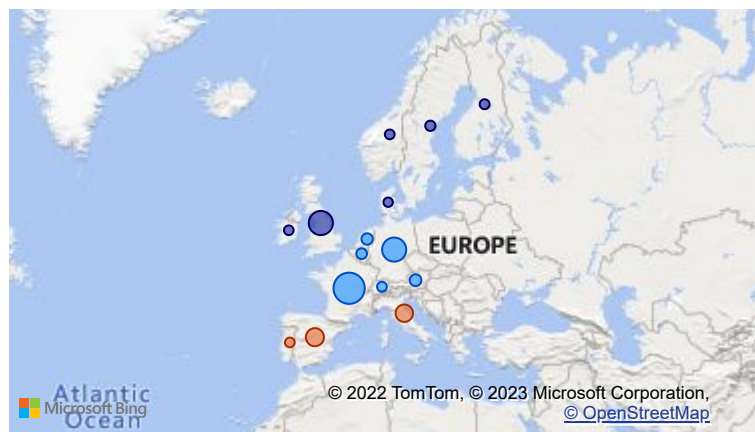 EUROPE
Atlantic
Ocean
Microsoft Bing
© 2022 TomTom, © 2023 Microsoft Corporation,
© OpenStreetMap